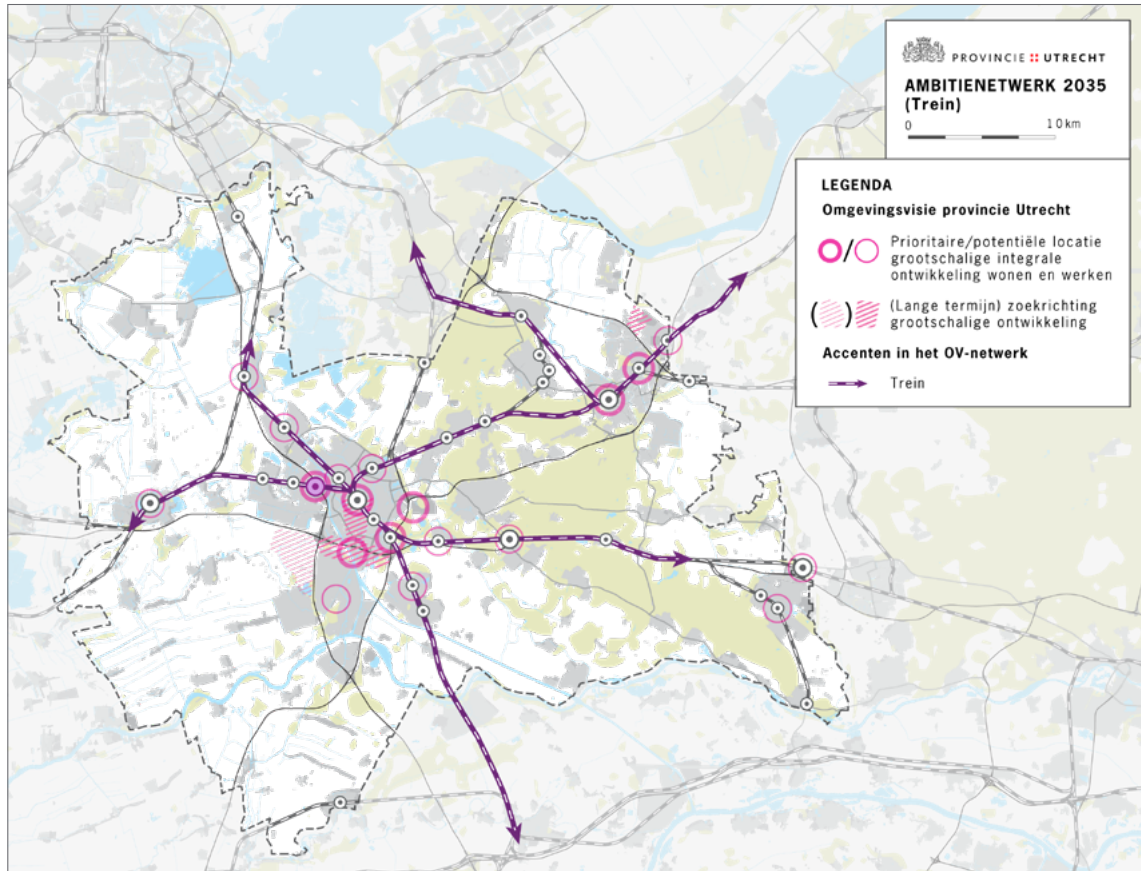 PROVINCIE UTRECHT
AMBITIENETWERK 2035
(Trein)
0 10 km
LEGENDA
Omgevingsvisie provincie Utrecht
Prioritaire/potentiële locatie
grootschalige integrale
ontwikkeling wonen en werken
(Lange termijn) zoekrichting
grootschalige ontwikkeling
Accenten in het OV-netwerk
Trein